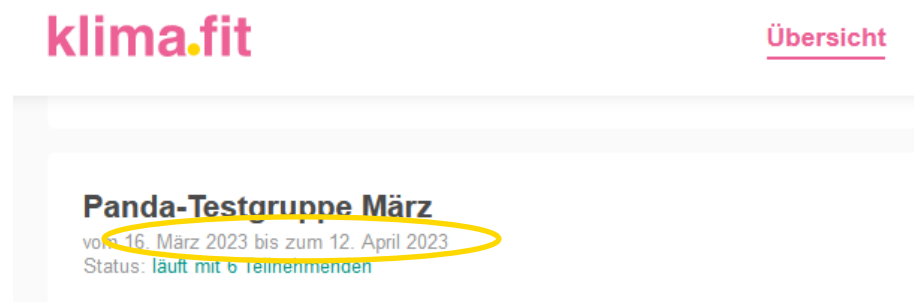 klima.fit
Übersicht
Panda-Testgruppe März
vom 16. März 2023 bis zum 12. April 2023
Status: läuft mit 6 Teilnehmenden